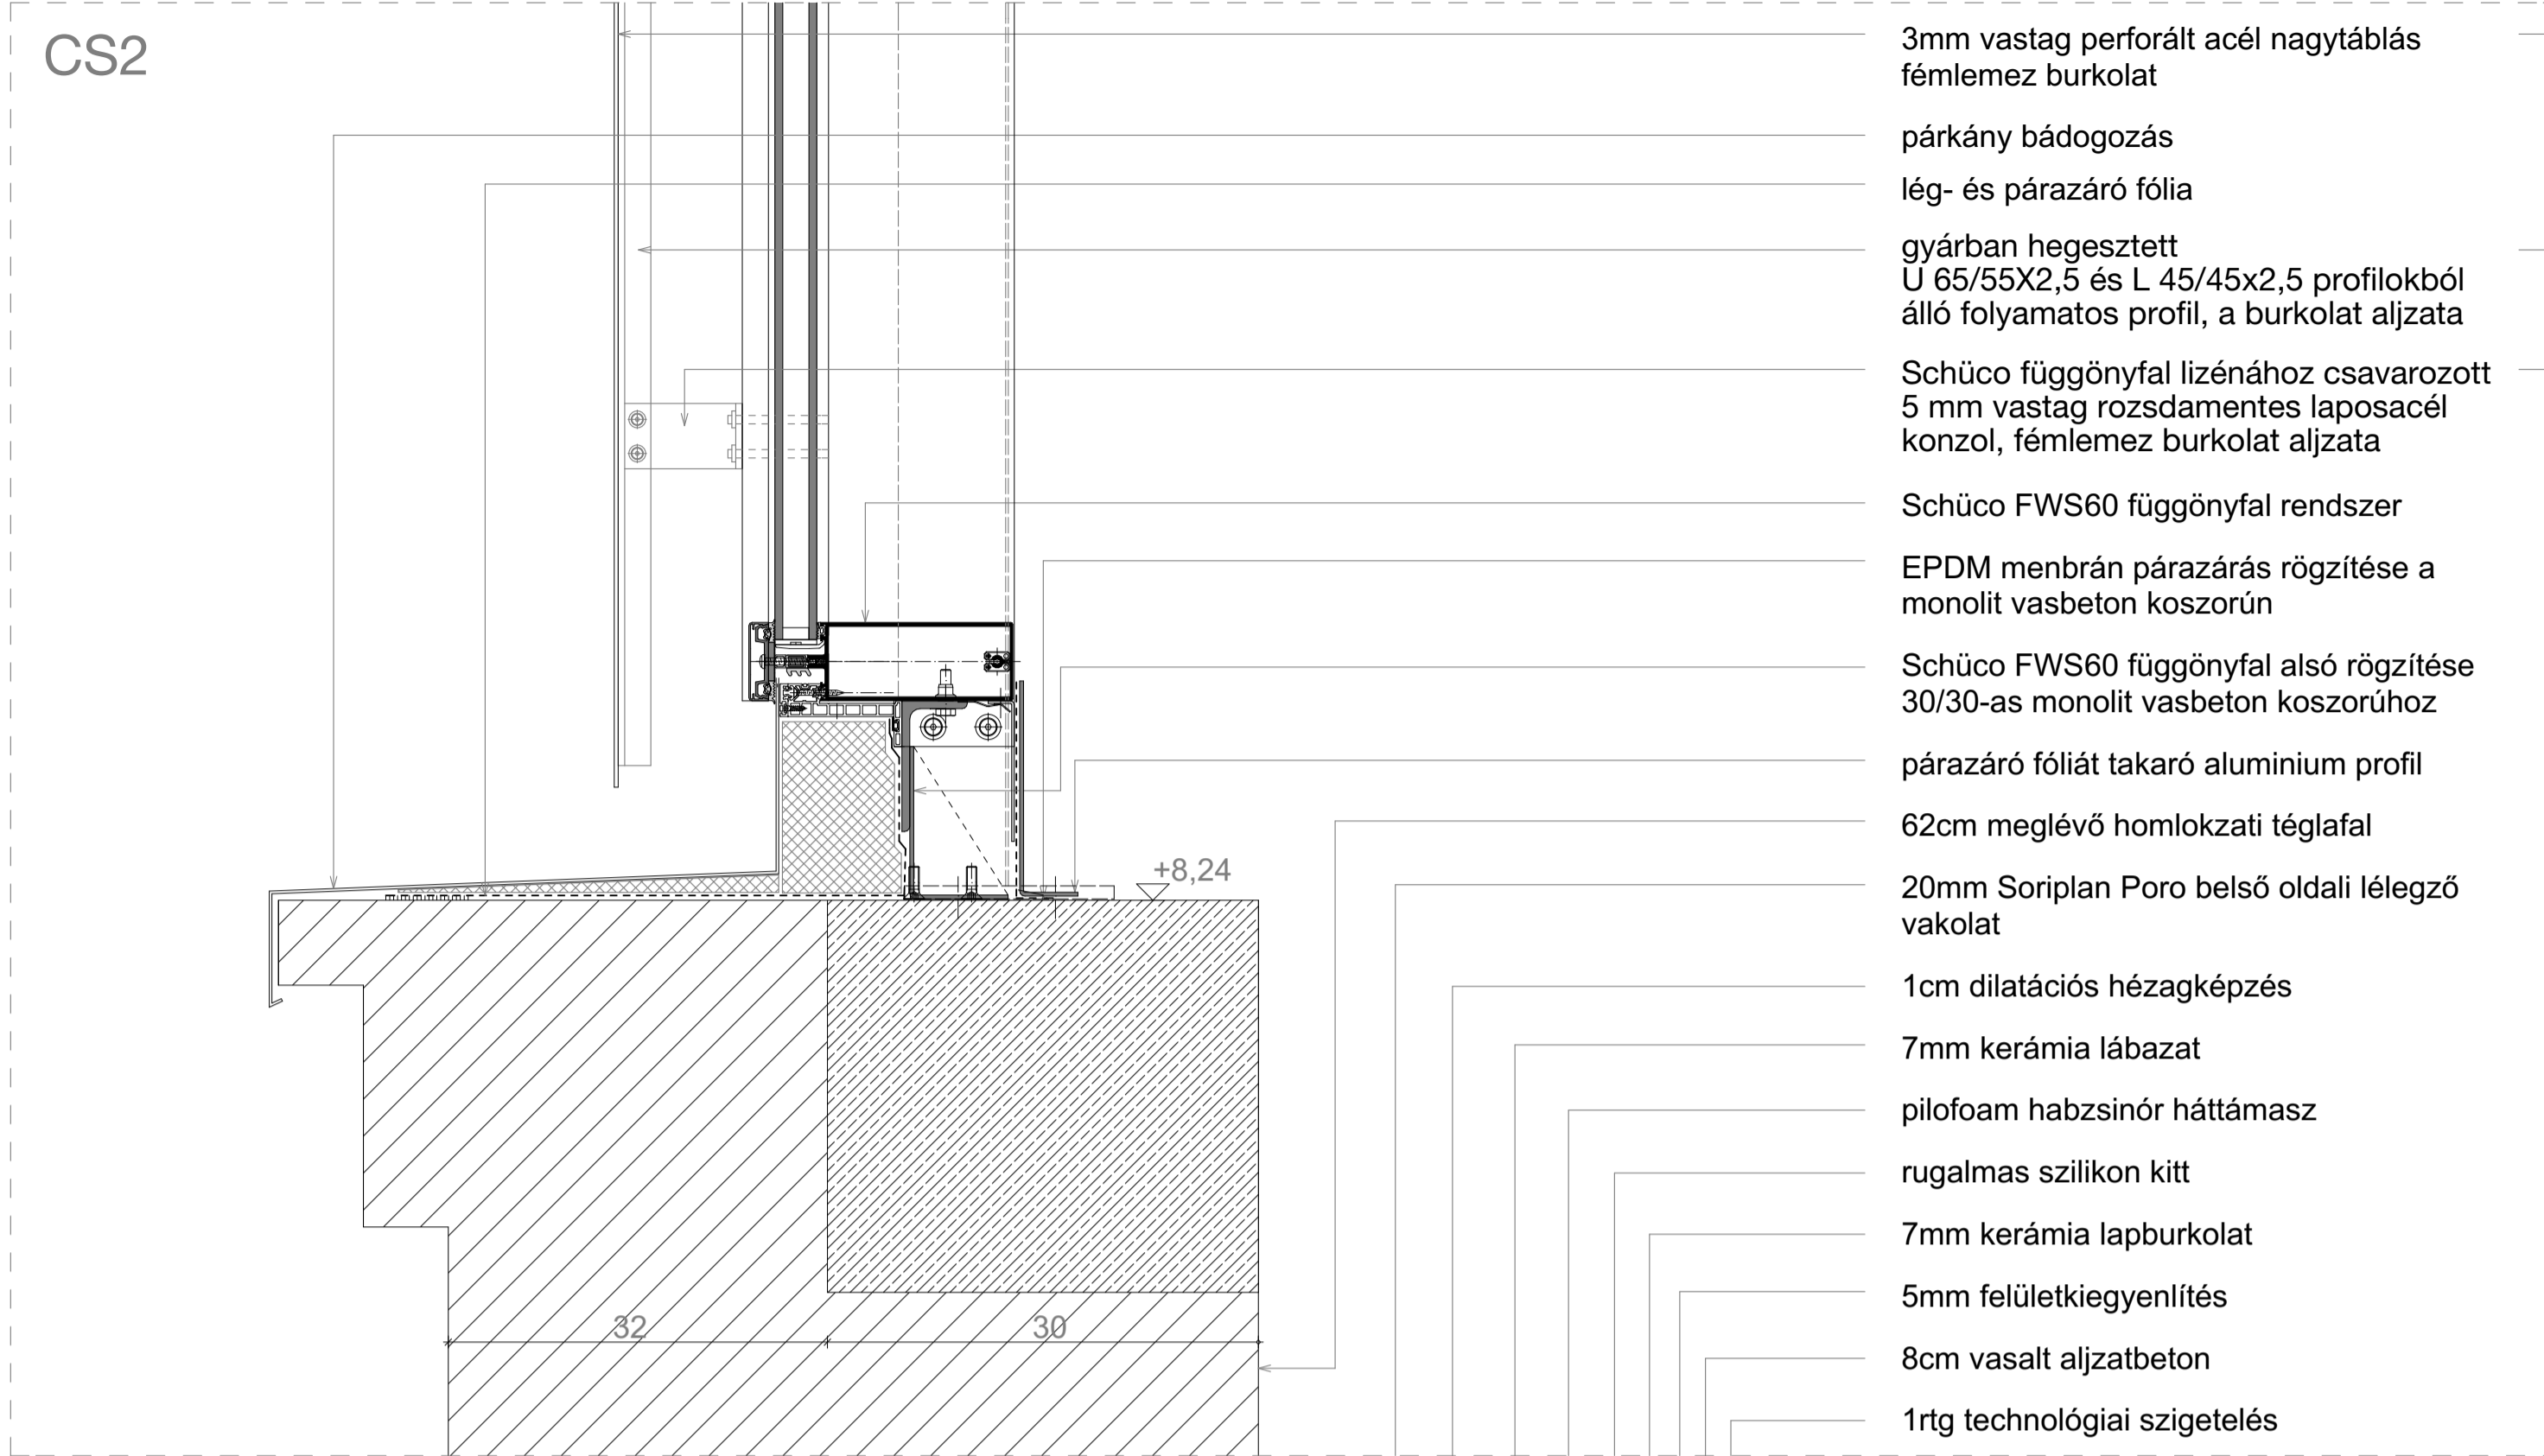 CS2
3mm vastag perforált acél nagytáblás
fémlemez burkolat
párkány bádogozás
lég- és párazáró fólia
gyárban hegesztett
U 65/55X2,5 és L 45/45x2,5 profilokból
álló folyamatos profil, a burkolat aljzata
Schüco függönyfal lizénához csavarozott
5 mm vastag rozsdamentes laposacél
konzol, fémlemez burkolat aljzata
Schüco FWS60 függönyfal rendszer
EPDM menbrán párazárás rögzítése a
monolit vasbeton koszorún
Schüco FWS60 függönyfal alsó rögzítése
30/30-as monolit vasbeton koszorúhoz
párazáró fóliát takaró aluminium profil
62cm meglévő homlokzati téglafal
+8,24
20mm Soriplan Poro belső oldali lélegző
vakolat
1cm dilatációs hézagképzés
7mm kerámia lábazat
pilofoam habzsinór háttámasz
rugalmas szilikon kitt
7mm kerámia lapburkolat
5mm felületkiegyenlítés
32
30
8cm vasalt aljzatbeton
1rtg technológiai szigetelés